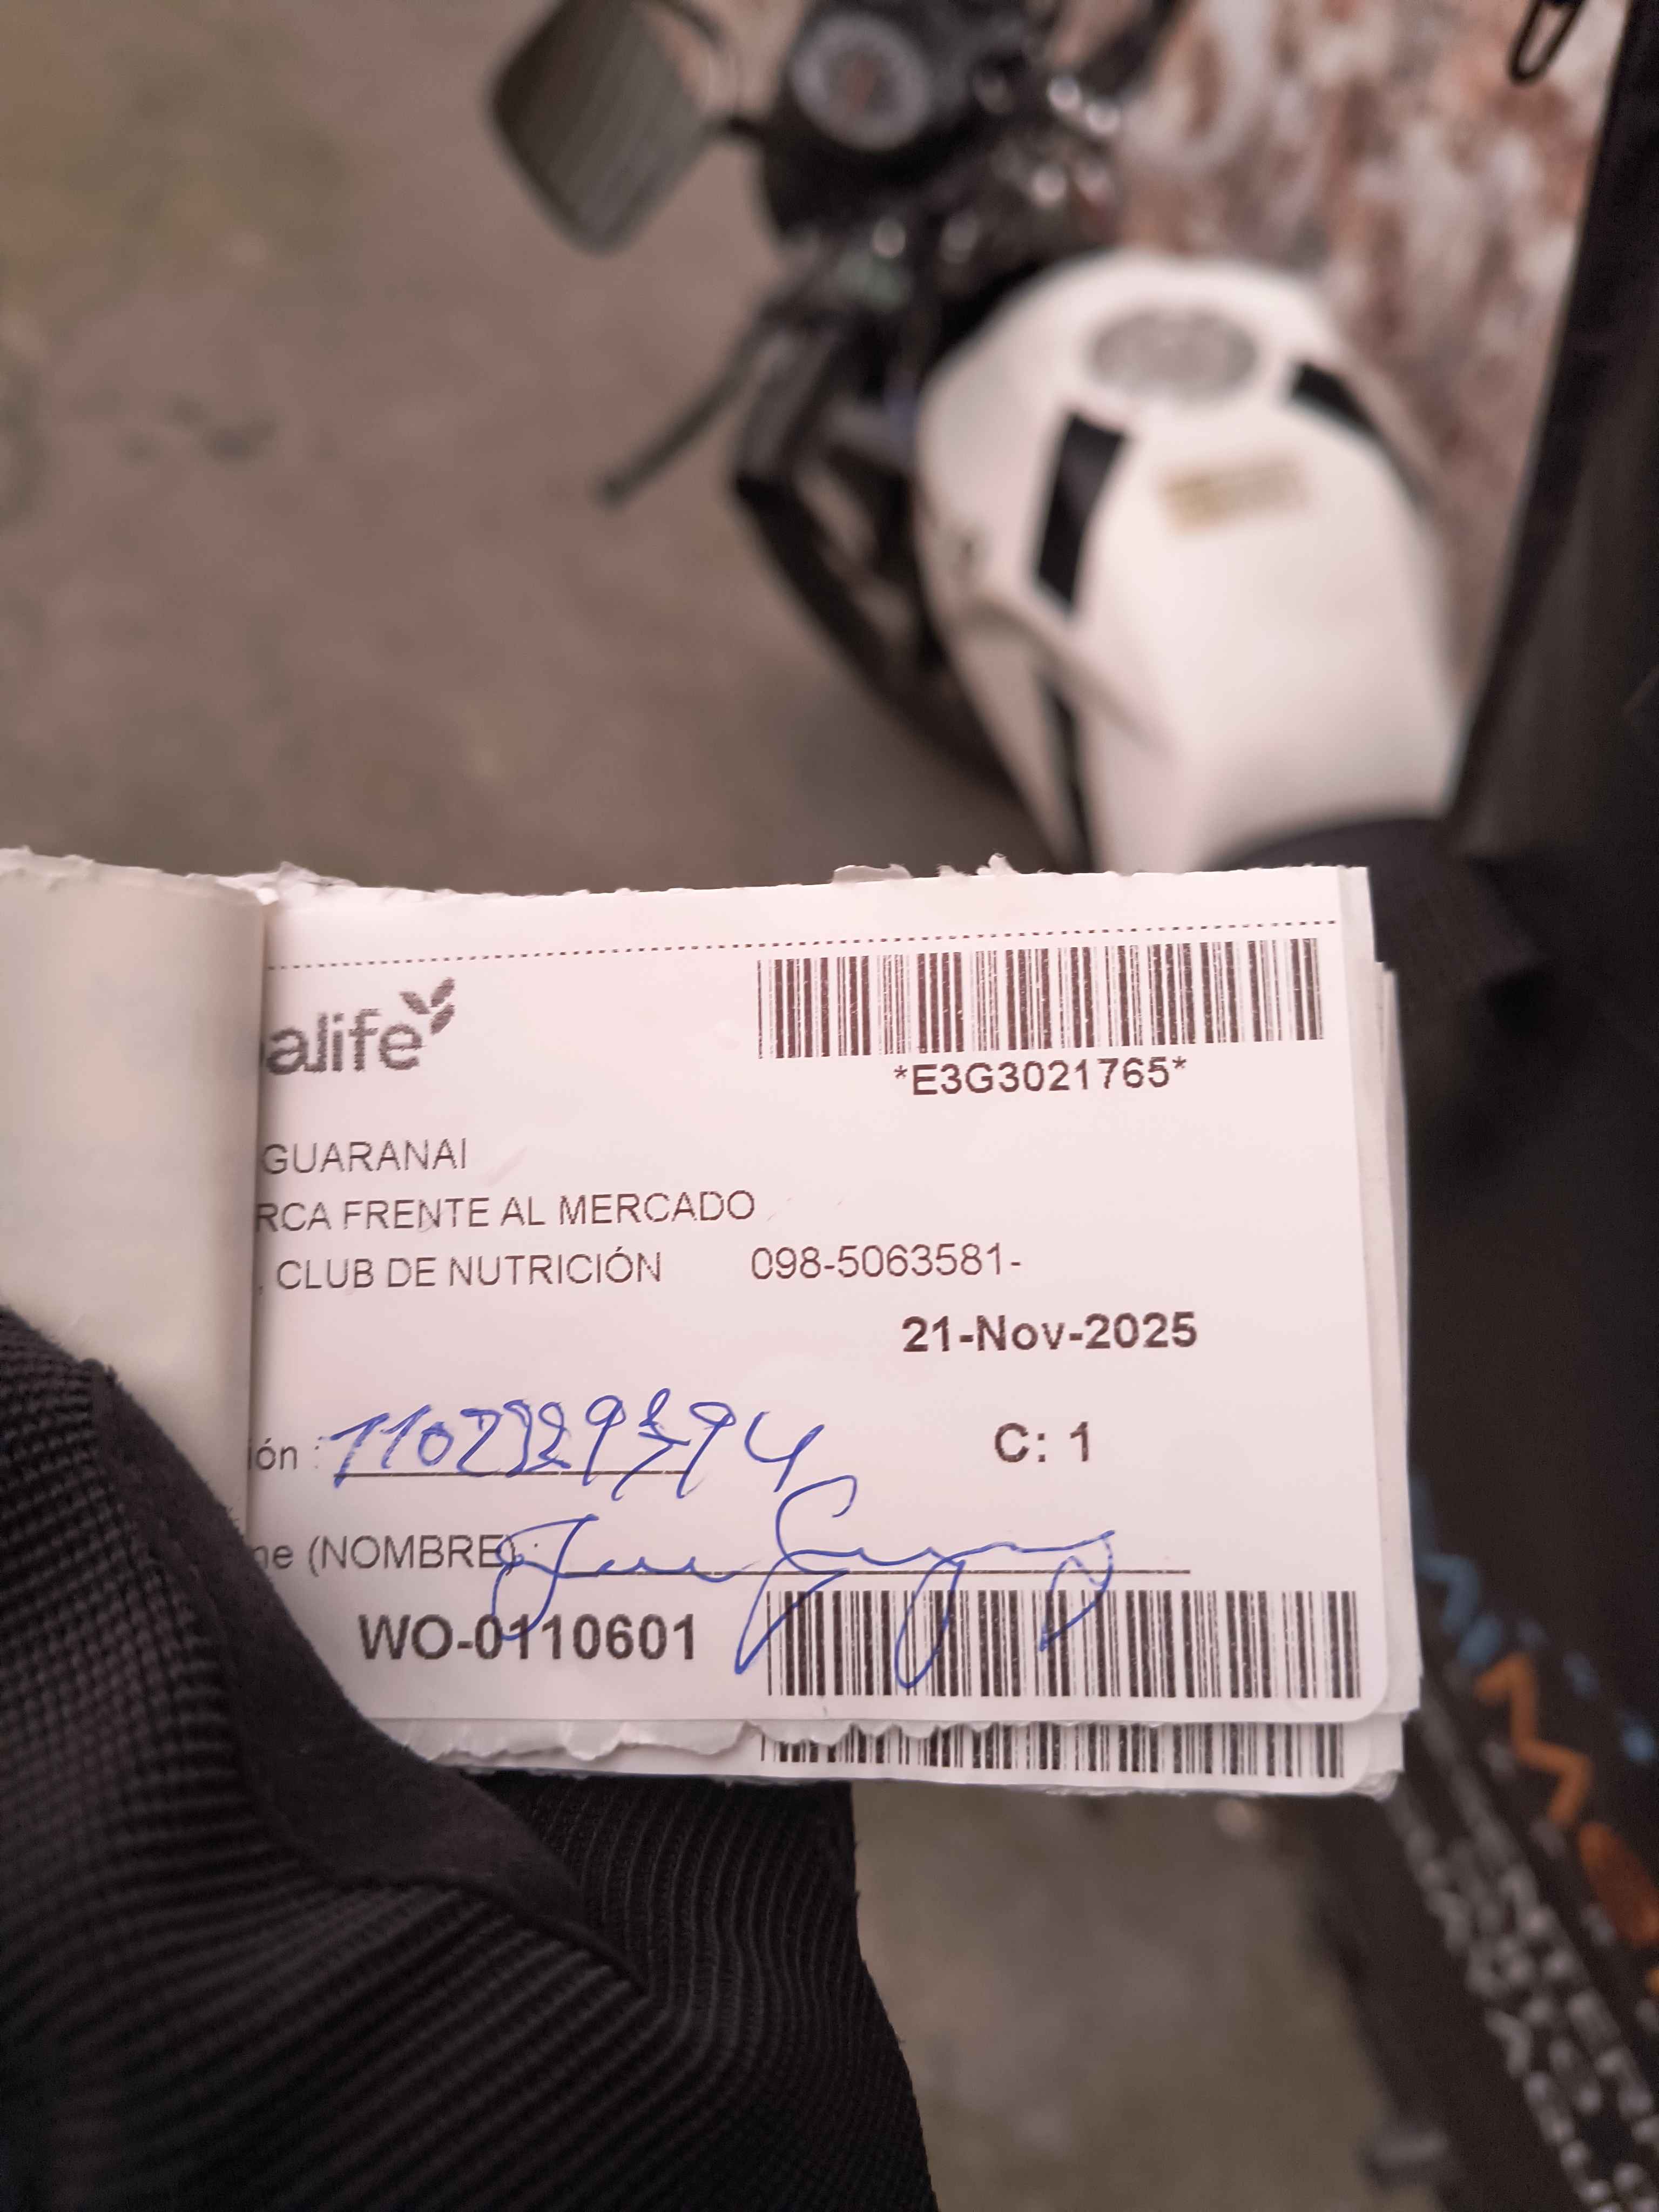 alife
*E3G3021765*
GUARANAI
RCA FRENTE AL MERCADO
. CLUB DE NUTRICIÓN 098-5063581-
21-Nov-2025
ión :
C: 1
ne (NOMBRE) :
WO-0110601